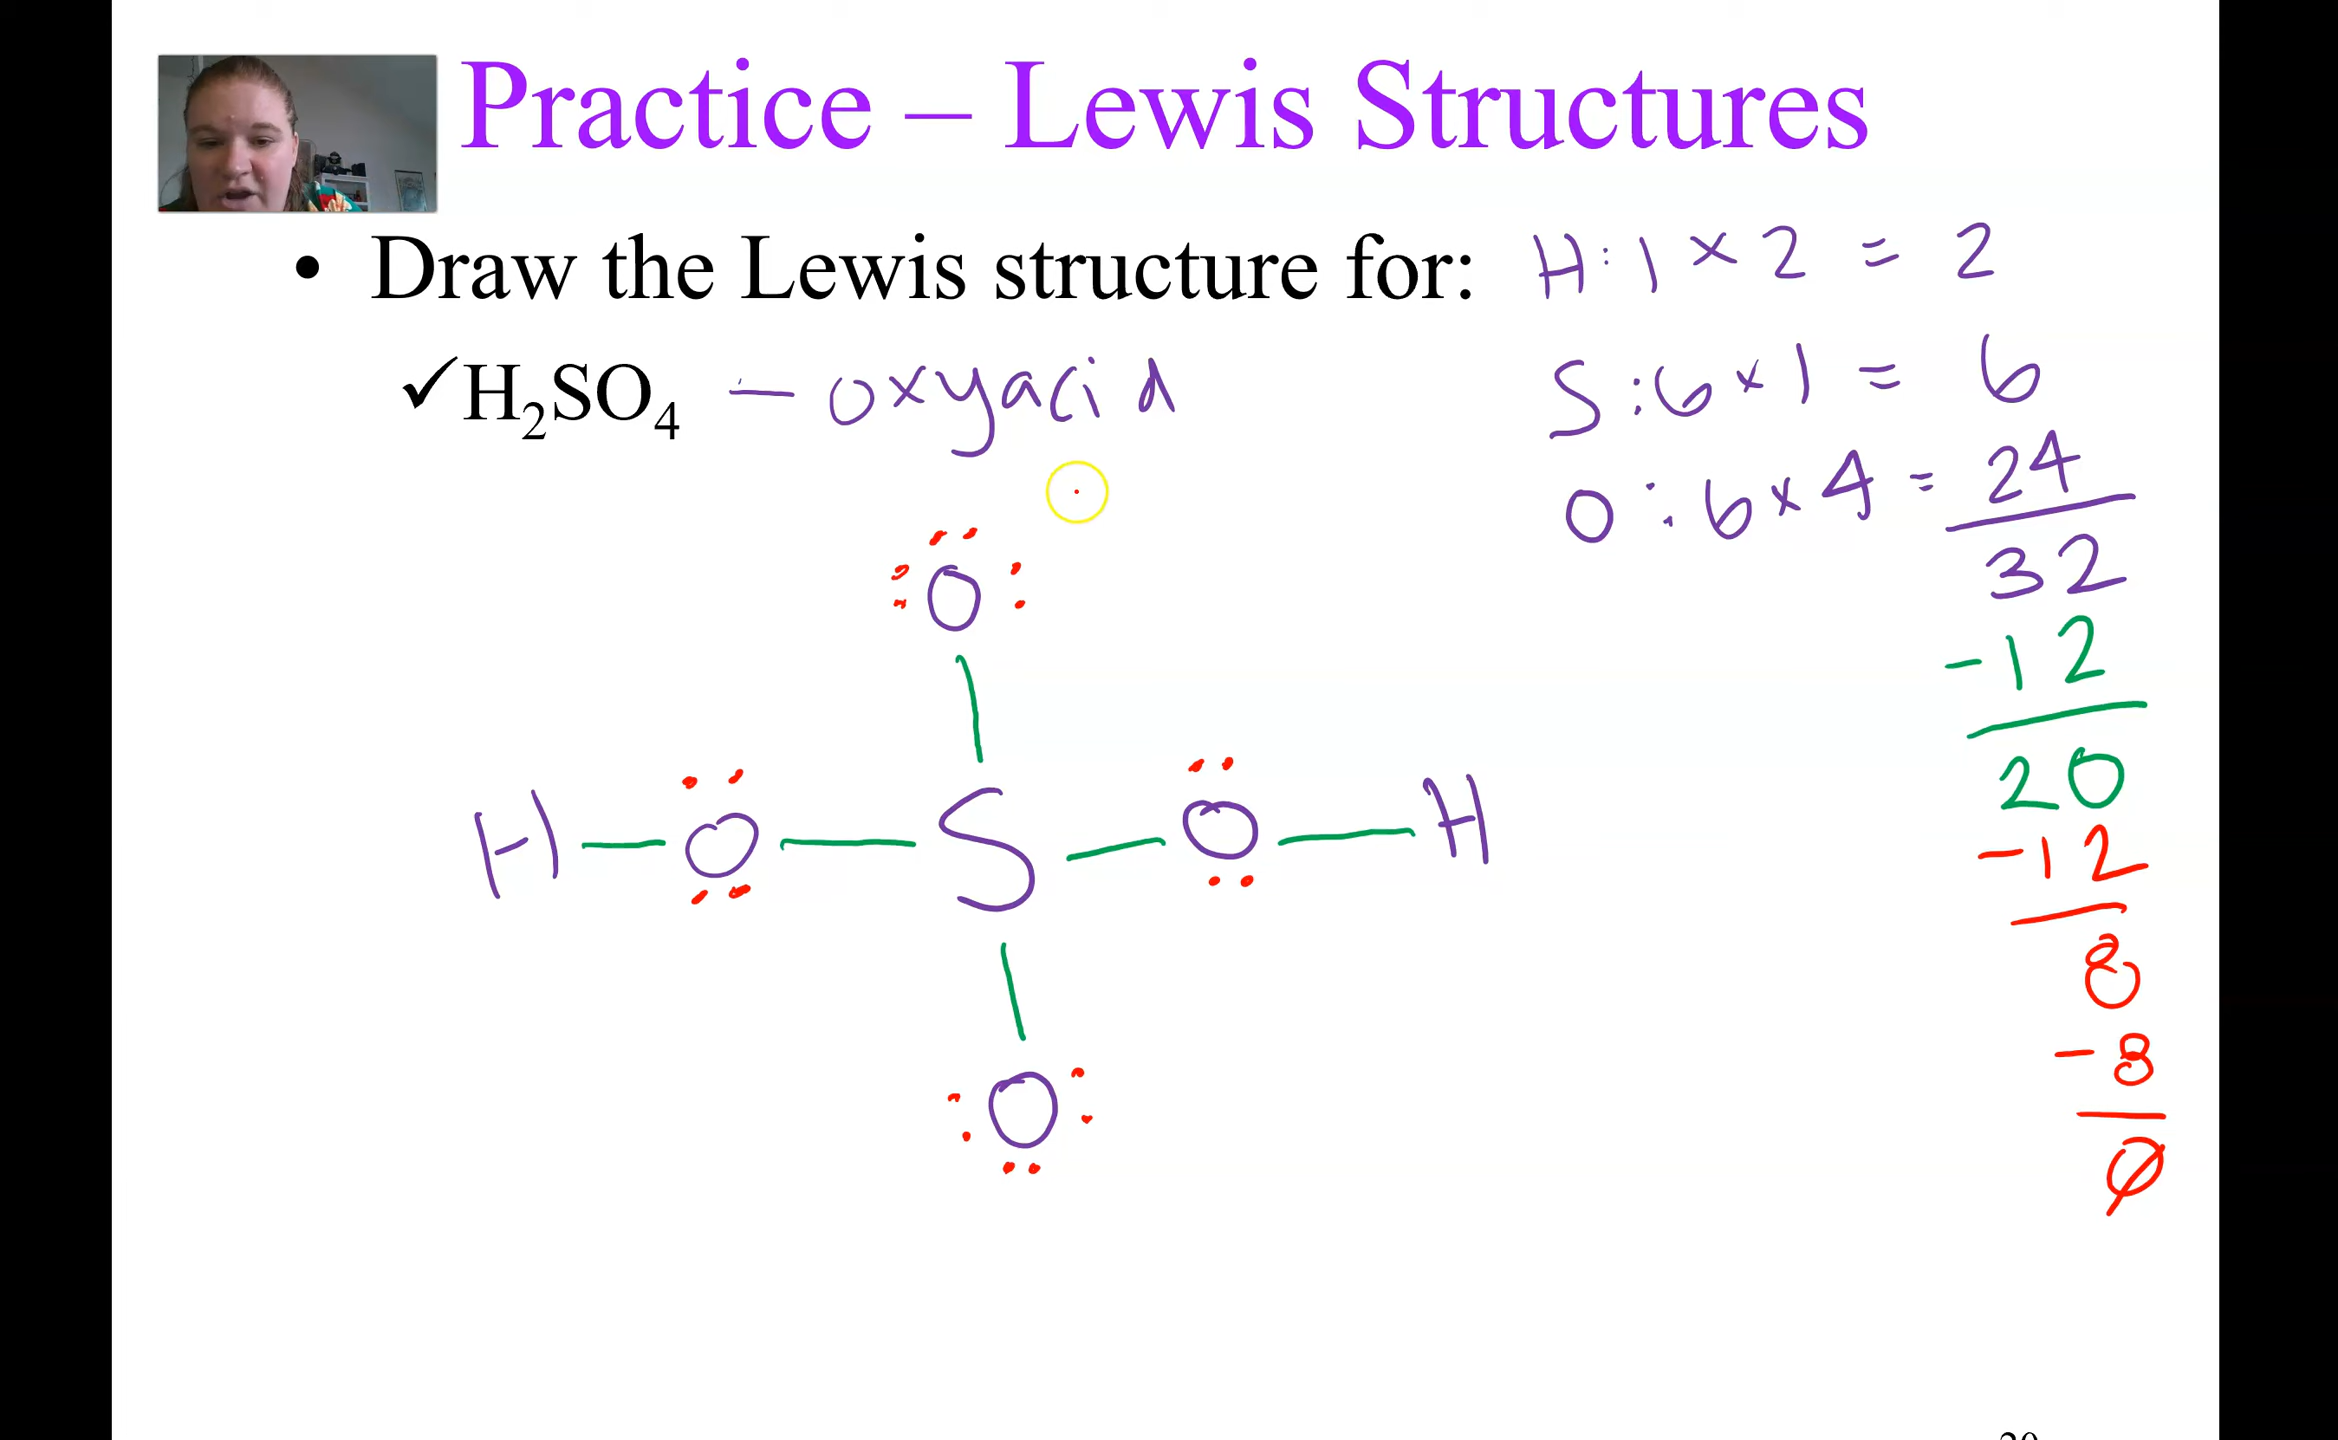 Practice – Lewis Structures
• Draw the Lewis structure for:
H : 1 × 2 = 2
✓H₂SO₄ – oxyacid
S : 6 × 1 = 6
O : 6 × 4 = 24
32
-12
20
-12
8
-8
0
O
H – O – S – O – H
O